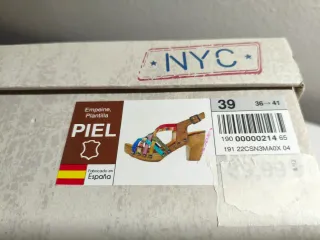 ★ NYC ★
Empeine,
Plantilla
PIEL
Fabricado en
España
39
36↔41
190 00000214 65
191 22CSN3MA0X 04